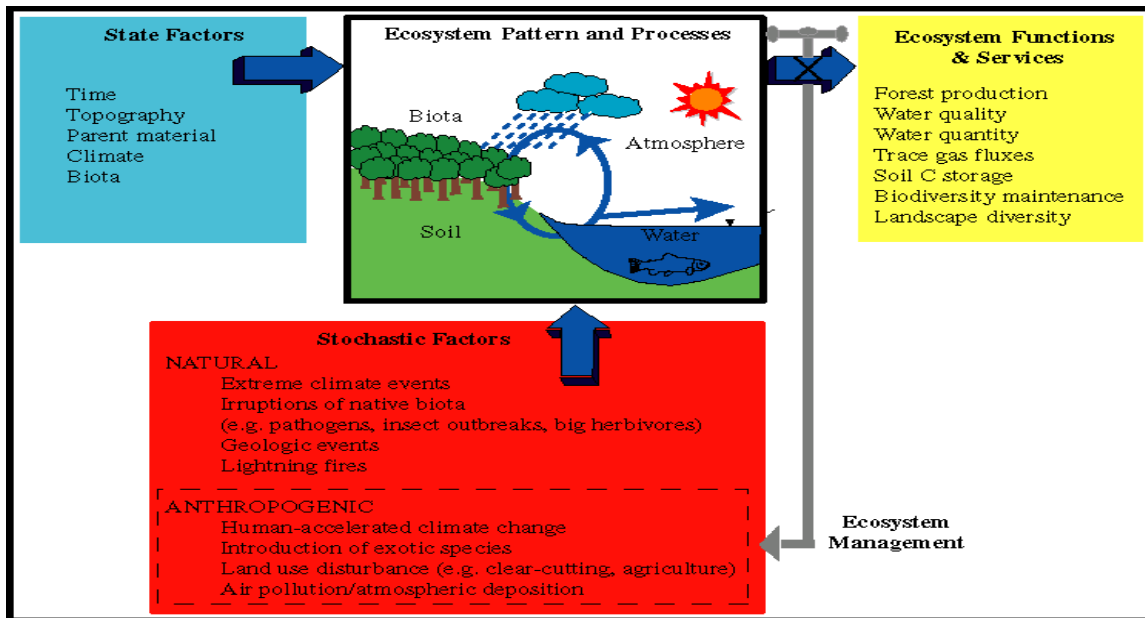 State Factors
Time
Topography
Parent material
Climate
Biota
Ecosystem Pattern and Processes
Biota
Atmosphere
Soil
Water
Ecosystem Functions
& Services
Forest production
Water quality
Water quantity
Trace gas fluxes
Soil C storage
Biodiversity maintenance
Landscape diversity
Stochastic Factors
NATURAL
Extreme climate events
Irruptions of native biota
(e.g. pathogens, insect outbreaks, big herbivores)
Geologic events
Lightning fires
ANTHROPOGENIC
Human-accelerated climate change
Introduction of exotic species
Land use disturbance (e.g. clear-cutting, agriculture)
Air pollution/atmospheric deposition
Ecosystem
Management